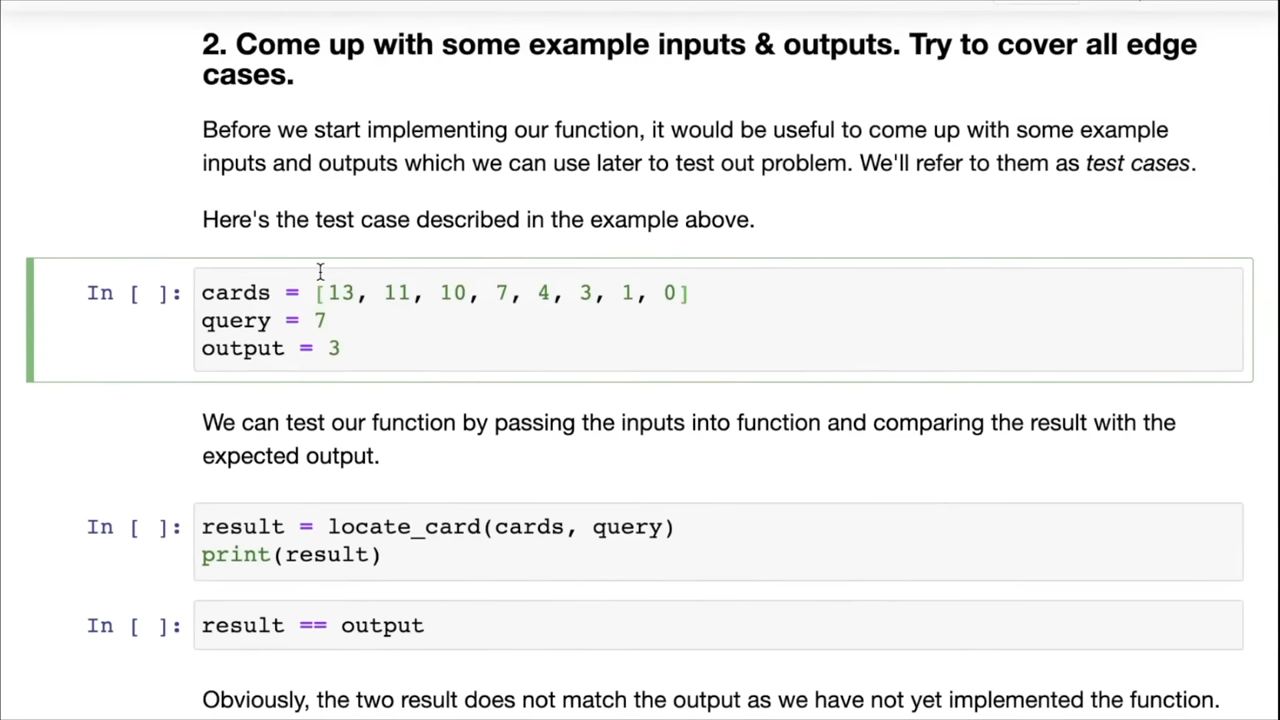 2. Come up with some example inputs & outputs. Try to cover all edge
cases.
Before we start implementing our function, it would be useful to come up with some example
inputs and outputs which we can use later to test out problem. We'll refer to them as test cases.
Here's the test case described in the example above.
In [ ]: cards = [13, 11, 10, 7, 4, 3, 1, 0]
query = 7
output = 3
We can test our function by passing the inputs into function and comparing the result with the
expected output.
In [ ]: result = locate_card(cards, query)
print(result)
In [ ]: result == output
Obviously, the two result does not match the output as we have not yet implemented the function.